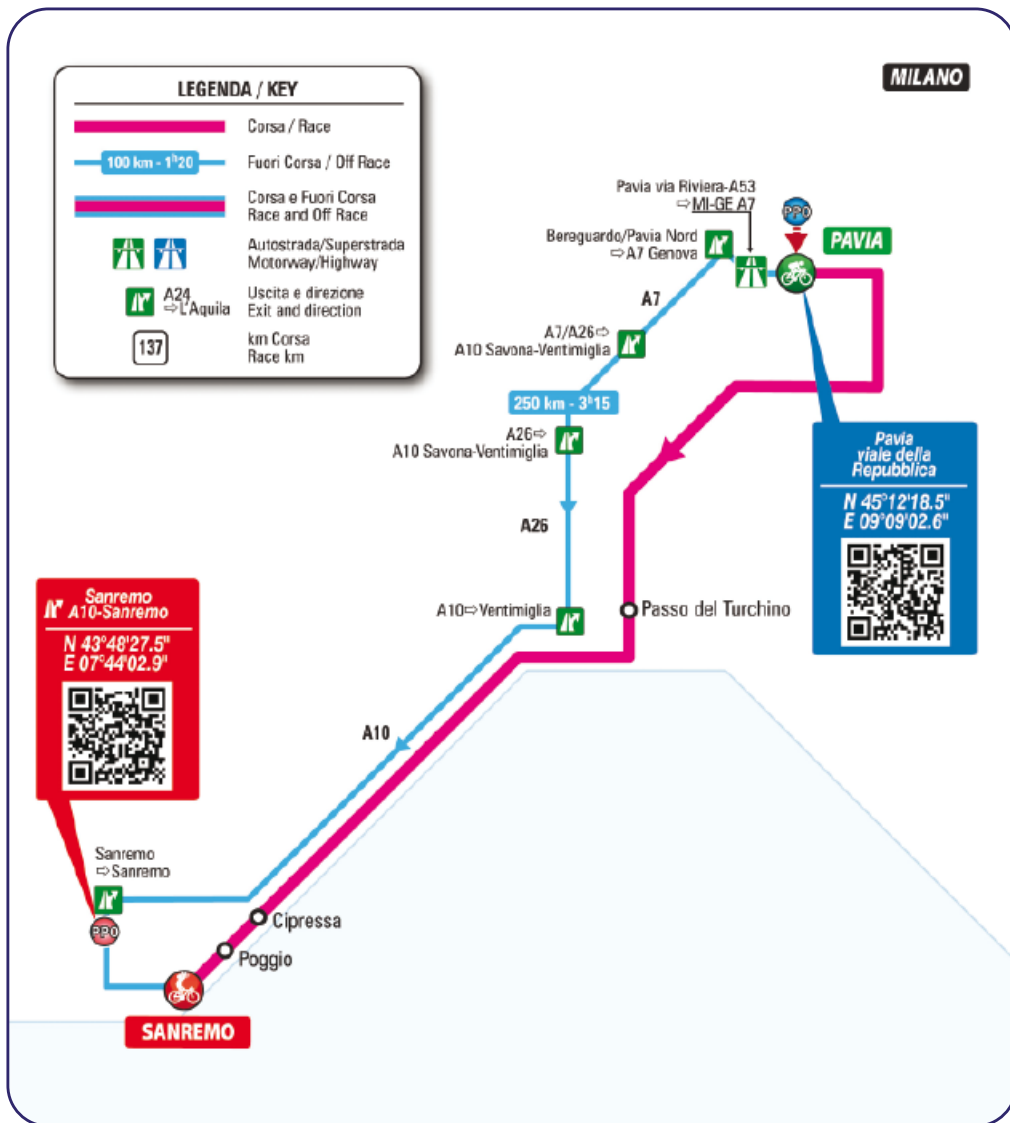 MILANO
LEGENDA / KEY
Corsa / Race
100 km - 1h20
Fuori Corsa / Off Race
Corsa e Fuori Corsa
Race and Off Race
Autostrada/Superstrada
Motorway/Highway
A24
⇨L'Aquila
Uscita e direzione
Exit and direction
137
km Corsa
Race km
Pavia via Riviera-A53
⇨MI-GE A7
PPO
Bereguardo/Pavia Nord
⇨A7 Genova
PAVIA
A7
A7/A26⇨
A10 Savona-Ventimiglia
250 km - 3h15
A26⇨
A10 Savona-Ventimiglia
Pavia
viale della
Repubblica
N 45°12'18.5"
E 09°09'02.6"
A26
Sanremo
A10-Sanremo
N 43°48'27.5"
E 07°44'02.9"
A10⇨Ventimiglia
Passo del Turchino
A10
Sanremo
⇨Sanremo
PPO
Cipressa
Poggio
SANREMO